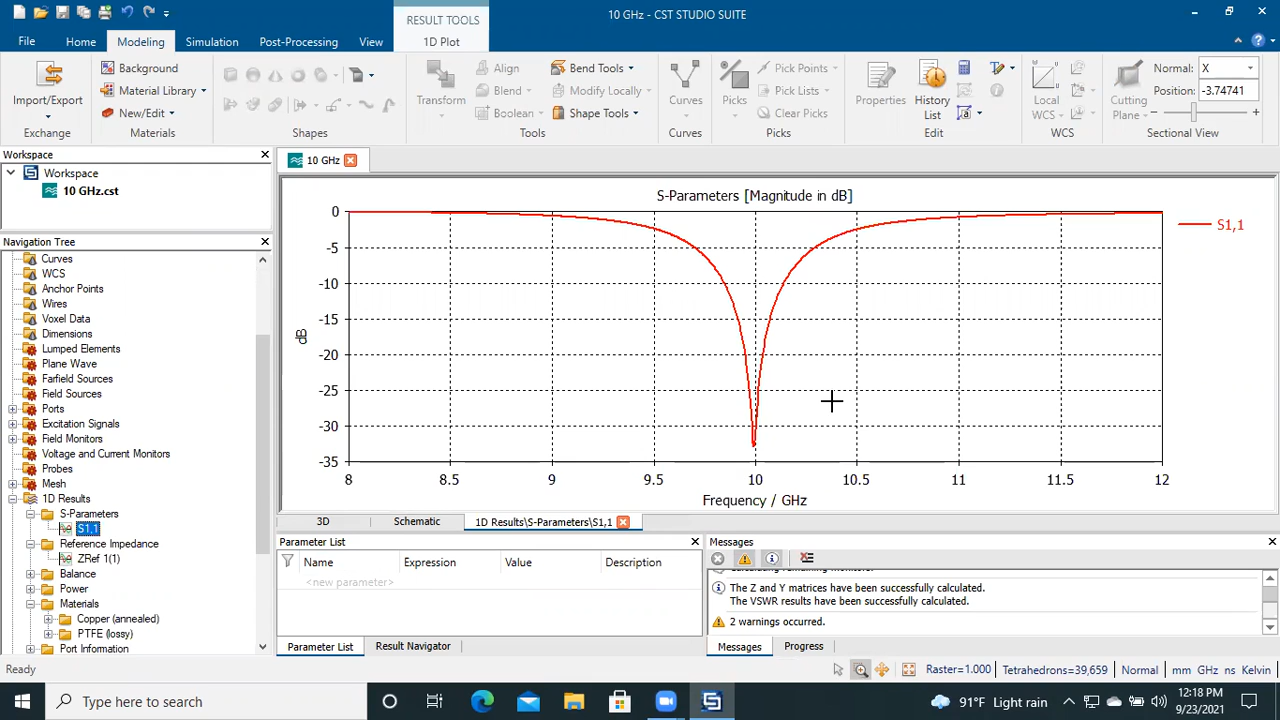 10 GHz - CST STUDIO SUITE
RESULT TOOLS
File Home Modeling Simulation Post-Processing View 1D Plot
Import/Export
Exchange
Background
Material Library
New/Edit
Materials
Shapes
Transform
Align
Blend
Boolean
Bend Tools
Modify Locally
Shape Tools
Tools
Curves
Curves
Picks
Pick Points
Pick Lists
Clear Picks
Picks
Properties
History List
Edit
Local WCS
WCS
Cutting Plane
Normal: X
Position: -3.74741
Sectional View
Workspace
Workspace
10 GHz.cst
Navigation Tree
Curves
WCS
Anchor Points
Wires
Voxel Data
Dimensions
Lumped Elements
Plane Wave
Farfield Sources
Field Sources
Ports
Excitation Signals
Field Monitors
Voltage and Current Monitors
Probes
Mesh
1D Results
S-Parameters
S1,1
Reference Impedance
ZRef 1(1)
Balance
Power
Materials
Copper (annealed)
PTFE (lossy)
Port Information
10 GHz
S-Parameters [Magnitude in dB]
S1,1
0
-5
-10
-15
-20
-25
-30
-35
dB
8 8.5 9 9.5 10 10.5 11 11.5 12
Frequency / GHz
3D Schematic 1D Results\S-Parameters\S1,1
Parameter List
Name Expression Value Description
<new parameter>
Parameter List Result Navigator
Messages
The Z and Y matrices have been successfully calculated.
The VSWR results have been successfully calculated.
2 warnings occurred.
Messages Progress
Ready
Raster=1.000 Tetrahedrons=39,659 Normal mm GHz ns Kelvin
Type here to search
91°F Light rain
12:18 PM
9/23/2021